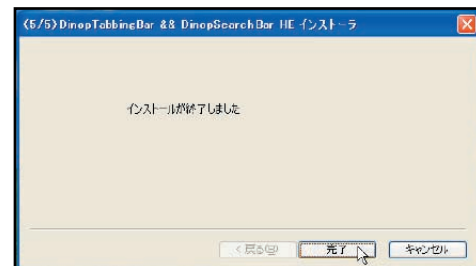 (5/5)DinopTabbingBar && DinopSearchBar HE インストーラ
インストールが終了しました
< 戻る(B)
完了
キャンセル